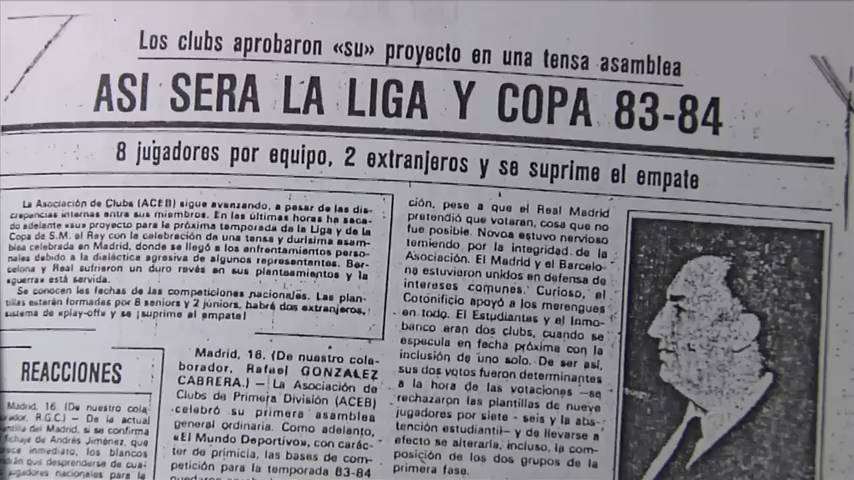 Los clubs aprobaron «su» proyecto en una tensa asamblea
ASI SERA LA LIGA Y COPA 83-84
8 jugadores por equipo, 2 extranjeros y se suprime el empate
La Asociación de Clubs (ACEB) sigue avanzando, a pesar de las dis-
crepancias internas entre sus miembros. En las últimas horas ha saca-
do adelante «su» proyecto para la próxima temporada de la Liga y de la
Copa de S.M. el Rey con la celebración de una tensa y durísima asam-
blea celebrada en Madrid, donde se llegó a los enfrentamientos perso-
nales debido a la dialéctica agresiva de algunos representantes. Bar-
celona y Real sufrieron un duro revés en sus planteamientos y la
«guerra» está servida.
Se conocen las fechas de las competiciones nacionales. Las plan-
tillas estarán formadas por 8 seniors y 2 juniors, habrá dos extranjeros,
sistema de «play-off» y se ¡suprime el empate!
REACCIONES
Madrid, 16 (De nuestro cola-
borador, R.G.C.) — De la actual
plantilla del Madrid, si se confirma
el fichaje de Andrés Jiménez, que
parece inmediato, los blancos
tendrán que desprenderse de cua-
tro jugadores nacionales para la
Madrid, 16. (De nuestro cola-
borador, Rafael GONZALEZ
CABRERA.) — La Asociación de
Clubs de Primera División (ACEB)
celebró su primera asamblea
general ordinaria. Como adelanto,
«El Mundo Deportivo», con carác-
ter de primicia, las bases de com-
petición para la temporada 83-84
quedaron
ción, pese a que el Real Madrid
pretendió que votaran, cosa que no
fue posible. Novoa estuvo nervioso
temiendo por la integridad de la
Asociación. El Madrid y el Barcelo-
na estuvieron unidos en defensa de
intereses comunes. Curioso, el
Cotonificio apoyó a los merengues
en todo. El Estudiantes y el Inmo-
banco eran dos clubs, cuando se
especula en fecha próxima con la
inclusión de uno solo. De ser así,
sus dos votos fueron determinantes
a la hora de las votaciones —se
rechazaron las plantillas de nueve
jugadores por siete - seis y la abs-
tención estudiantil— y de llevarse a
efecto se alteraría, incluso, la com-
posición de los dos grupos de la
primera fase.